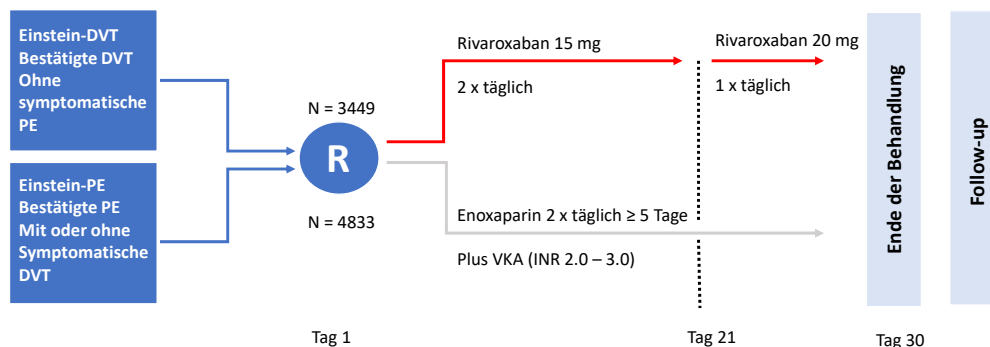 Einstein-DVT
Bestätigte DVT
Ohne
symptomatische
PE
Einstein-PE
Bestätigte PE
Mit oder ohne
Symptomatische
DVT
N = 3449
R
N = 4833
Rivaroxaban 15 mg
2 x täglich
Rivaroxaban 20 mg
1 x täglich
Enoxaparin 2 x täglich ≥ 5 Tage
Plus VKA (INR 2.0 – 3.0)
Ende der Behandlung
Follow-up
Tag 1
Tag 21
Tag 30